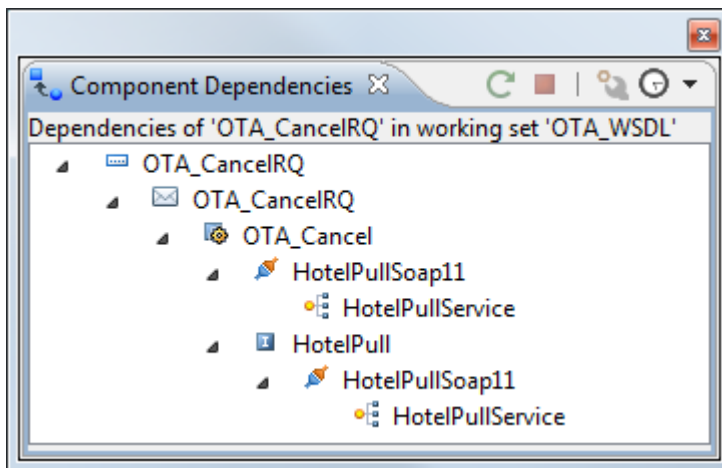 Component Dependencies
Dependencies of 'OTA_CancelRQ' in working set 'OTA_WSDL'
OTA_CancelRQ
OTA_CancelRQ
OTA_Cancel
HotelPullSoap11
HotelPullService
HotelPull
HotelPullSoap11
HotelPullService